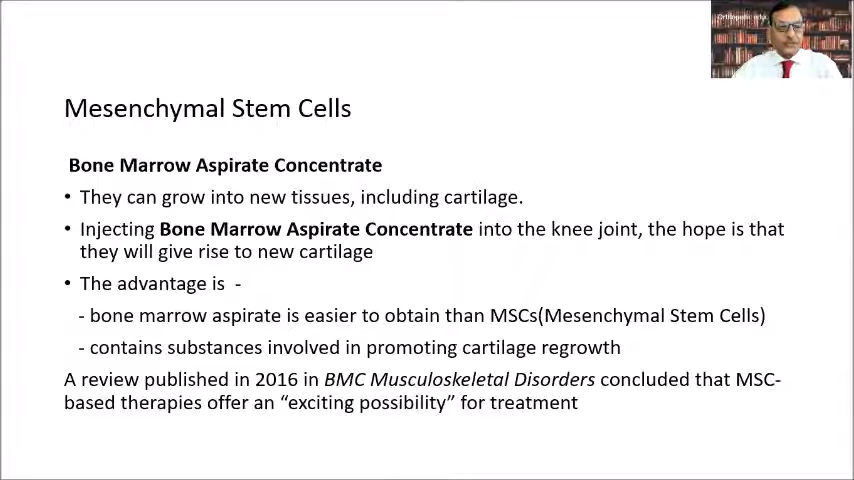 Mesenchymal Stem Cells
Bone Marrow Aspirate Concentrate
• They can grow into new tissues, including cartilage.
• Injecting Bone Marrow Aspirate Concentrate into the knee joint, the hope is that
they will give rise to new cartilage
• The advantage is -
- bone marrow aspirate is easier to obtain than MSCs(Mesenchymal Stem Cells)
- contains substances involved in promoting cartilage regrowth
A review published in 2016 in BMC Musculoskeletal Disorders concluded that MSC-
based therapies offer an “exciting possibility” for treatment